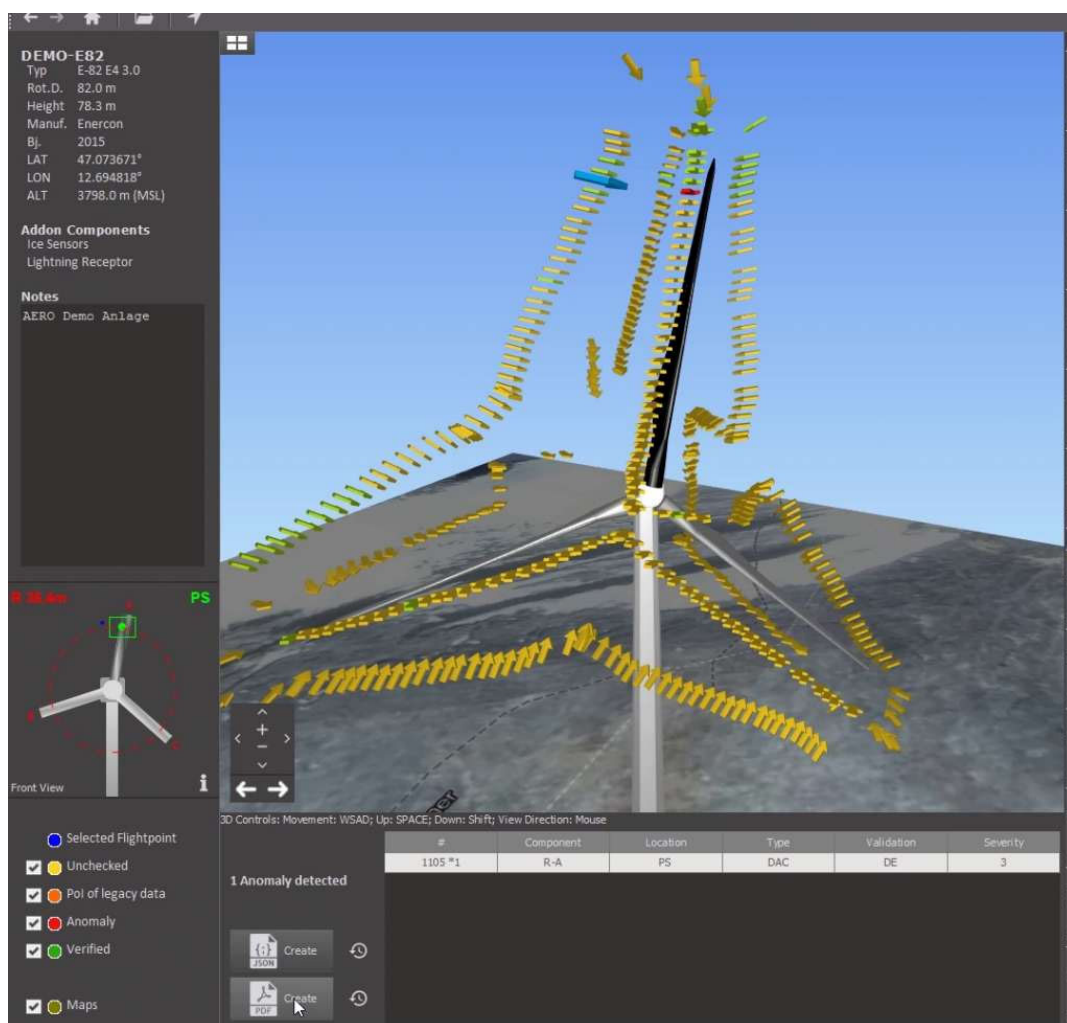 DEMO-E82
Typ E-82 E4 3.0
Rot.D. 82.0 m
Height 78.3 m
Manuf. Enercon
Bj. 2015
LAT 47.073671°
LON 12.694818°
ALT 3798.0 m (MSL)
Addon Components
Ice Sensors
Lightning Receptor
Notes
AERO Demo Anlage
PS
Front View
i
Selected Flightpoint
Unchecked
PoI of legacy data
Anomaly
Verified
Maps
3D Controls: Movement: WSAD; Up: SPACE; Down: Shift; View Direction: Mouse
# Component Location Type Validation Severity
1105 *1 R-A PS DAC DE 3
1 Anomaly detected
JSON Create
PDF Create